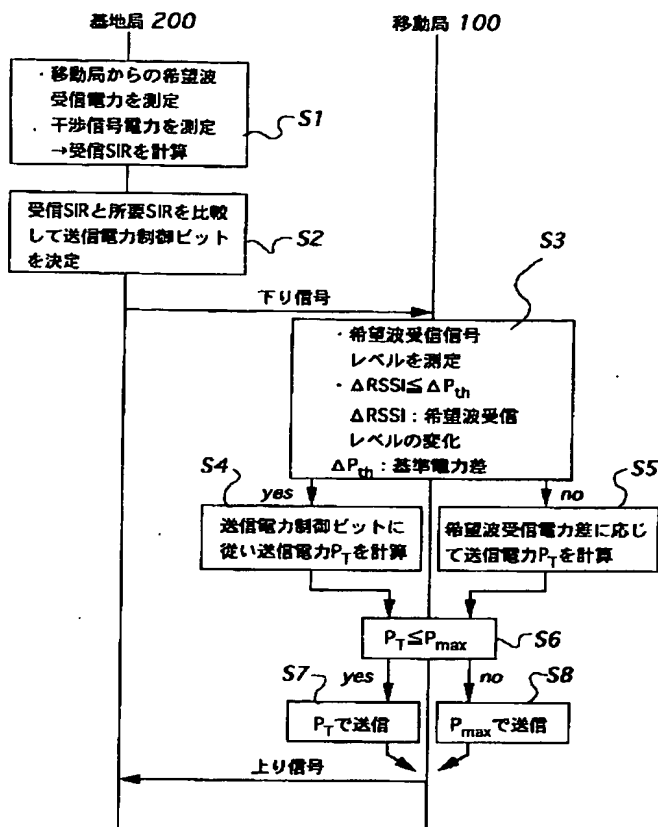 基地局 200
移動局 100
・移動局からの希望波
受信電力を測定
・干渉信号電力を測定
→受信SIRを計算
S1
受信SIRと所要SIRを比較
して送信電力制御ビット
を決定
S2
下り信号
S3
・希望波受信信号
レベルを測定
・ΔRSSI≦ΔPth
ΔRSSI：希望波受信
レベルの変化
ΔPth：基準電力差
S4
yes
no
S5
送信電力制御ビットに
従い送信電力PTを計算
希望波受信電力差に応じ
て送信電力PTを計算
PT≦Pmax
S6
S7
yes
no
S8
PTで送信
Pmaxで送信
上り信号